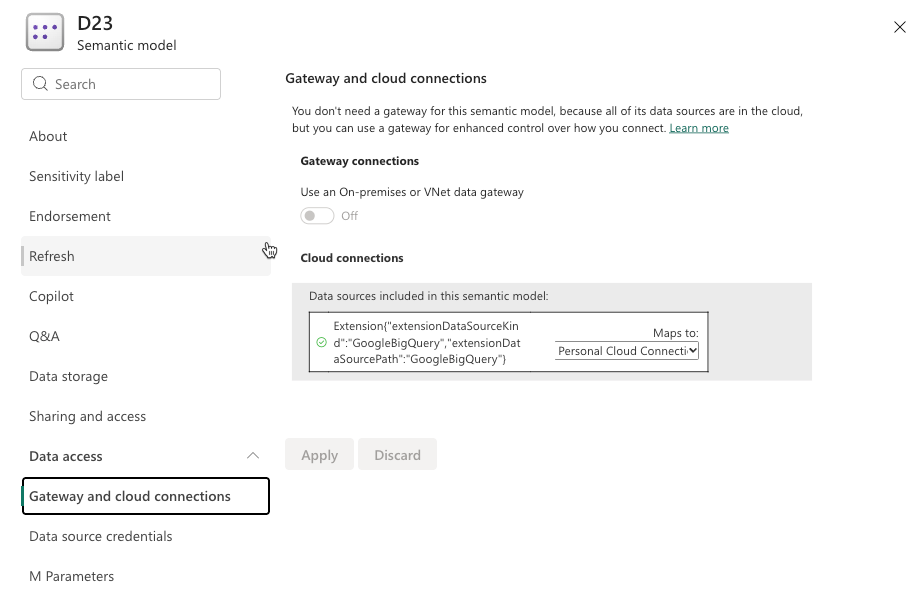 D23
Semantic model
Search
About
Sensitivity label
Endorsement
Refresh
Copilot
Q&A
Data storage
Sharing and access
Data access
Gateway and cloud connections
Data source credentials
M Parameters
Gateway and cloud connections
You don't need a gateway for this semantic model, because all of its data sources are in the cloud,
but you can use a gateway for enhanced control over how you connect. Learn more
Gateway connections
Use an On-premises or VNet data gateway
Off
Cloud connections
Data sources included in this semantic model:
Extension{"extensionDataSourceKin
d":"GoogleBigQuery","extensionDat
aSourcePath":"GoogleBigQuery"}
Maps to:
Personal Cloud Connecti
Apply
Discard